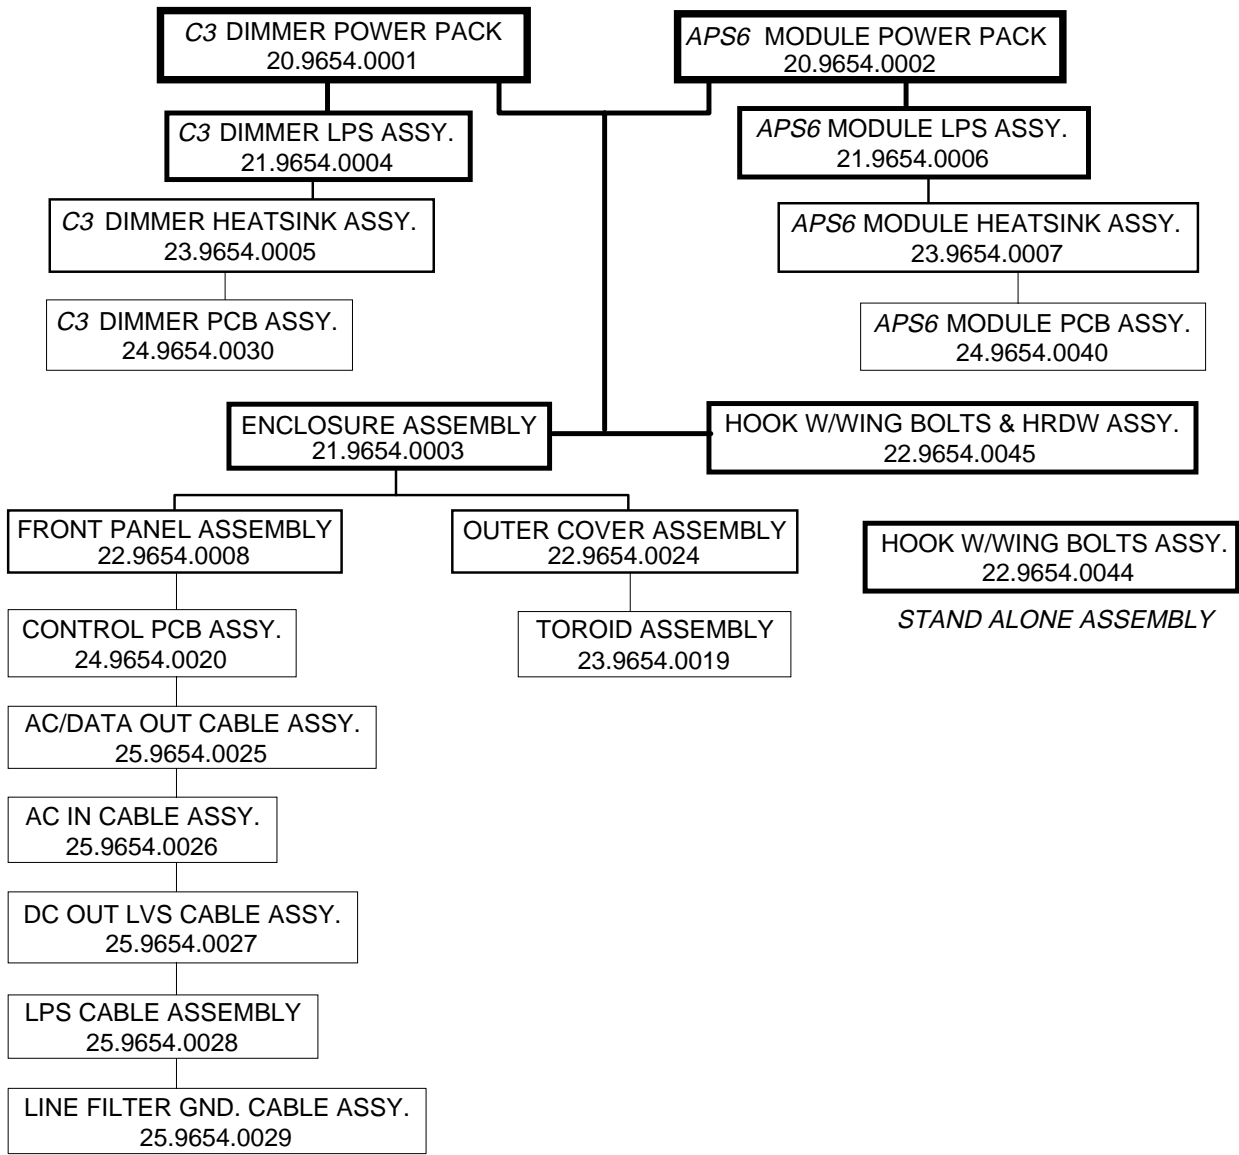 C3 DIMMER POWER PACK
20.9654.0001
APS6 MODULE POWER PACK
20.9654.0002
C3 DIMMER LPS ASSY.
21.9654.0004
APS6 MODULE LPS ASSY.
21.9654.0006
C3 DIMMER HEATSINK ASSY.
23.9654.0005
APS6 MODULE HEATSINK ASSY.
23.9654.0007
C3 DIMMER PCB ASSY.
24.9654.0030
APS6 MODULE PCB ASSY.
24.9654.0040
ENCLOSURE ASSEMBLY
21.9654.0003
HOOK W/WING BOLTS & HRDW ASSY.
22.9654.0045
FRONT PANEL ASSEMBLY
22.9654.0008
OUTER COVER ASSEMBLY
22.9654.0024
HOOK W/WING BOLTS ASSY.
22.9654.0044
STAND ALONE ASSEMBLY
CONTROL PCB ASSY.
24.9654.0020
TOROID ASSEMBLY
23.9654.0019
AC/DATA OUT CABLE ASSY.
25.9654.0025
AC IN CABLE ASSY.
25.9654.0026
DC OUT LVS CABLE ASSY.
25.9654.0027
LPS CABLE ASSEMBLY
25.9654.0028
LINE FILTER GND. CABLE ASSY.
25.9654.0029